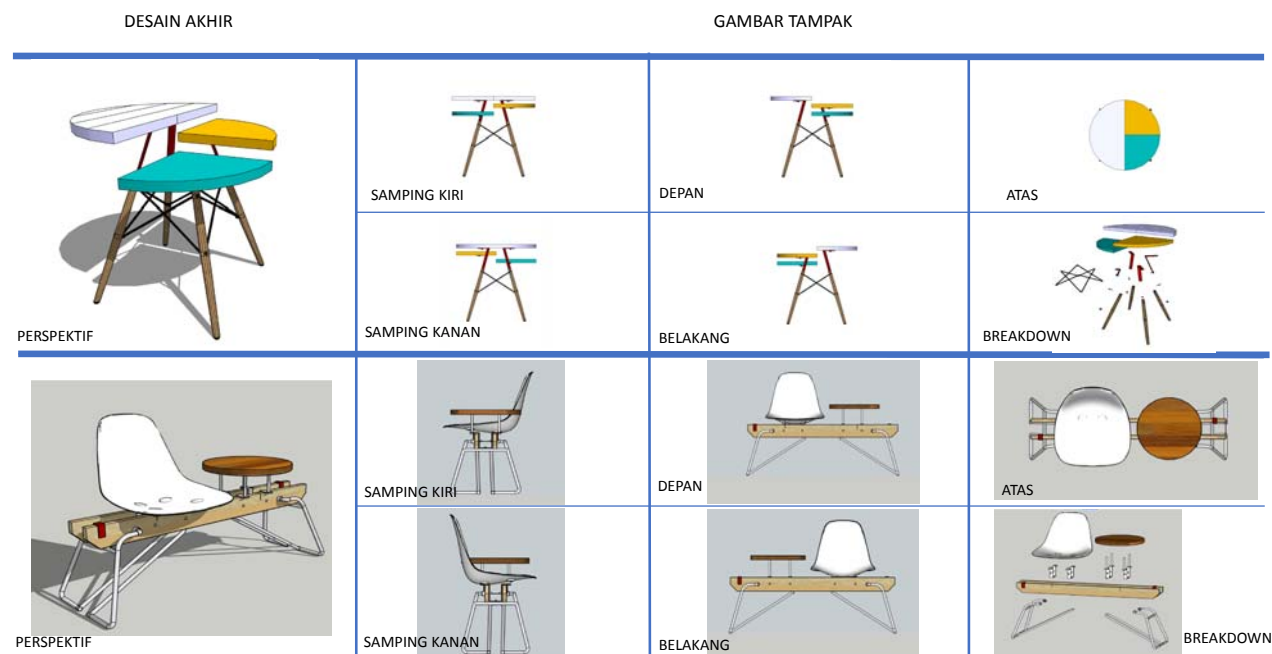 DESAIN AKHIR
GAMBAR TAMPAK
SAMPING KIRI
DEPAN
ATAS
PERSPEKTIF
SAMPING KANAN
BELAKANG
BREAKDOWN
SAMPING KIRI
DEPAN
ATAS
PERSPEKTIF
SAMPING KANAN
BELAKANG
BREAKDOWN